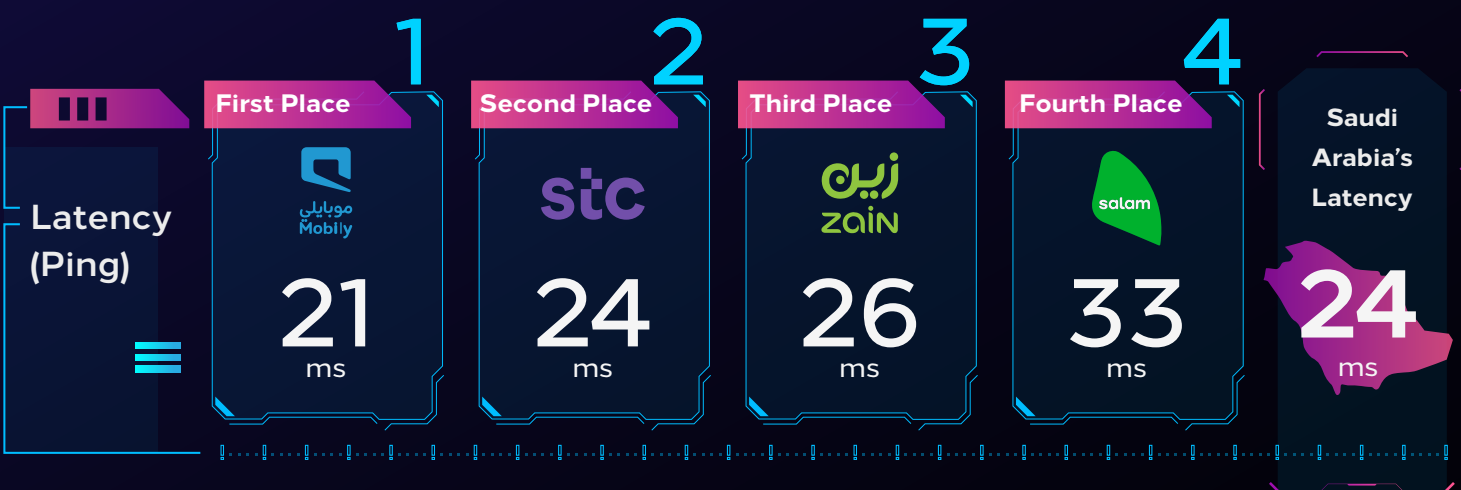 Latency
(Ping)
1
First Place
موبايلي
Mobily
21
ms
2
Second Place
stc
24
ms
3
Third Place
زين
zain
26
ms
4
Fourth Place
salam
33
ms
Saudi
Arabia's
Latency
24
ms